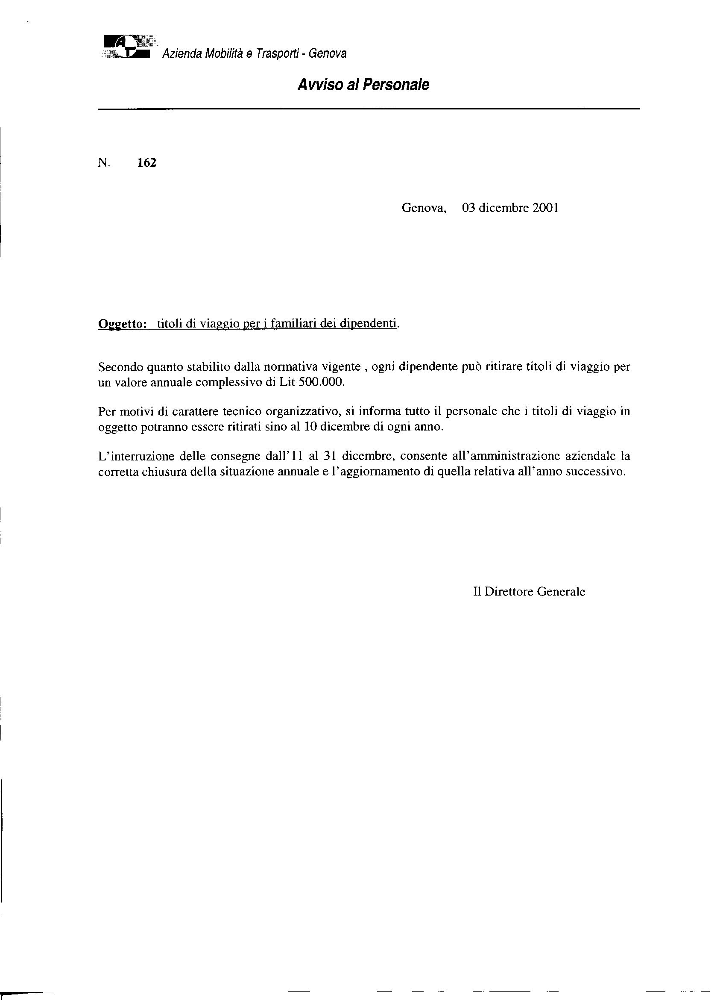 AT
Azienda Mobilità e Trasporti - Genova
Avviso al Personale
N. 162
Genova, 03 dicembre 2001
Oggetto: titoli di viaggio per i familiari dei dipendenti.
Secondo quanto stabilito dalla normativa vigente , ogni dipendente può ritirare titoli di viaggio per
un valore annuale complessivo di Lit 500.000.
Per motivi di carattere tecnico organizzativo, si informa tutto il personale che i titoli di viaggio in
oggetto potranno essere ritirati sino al 10 dicembre di ogni anno.
L'interruzione delle consegne dall'11 al 31 dicembre, consente all'amministrazione aziendale la
corretta chiusura della situazione annuale e l'aggiornamento di quella relativa all'anno successivo.
Il Direttore Generale